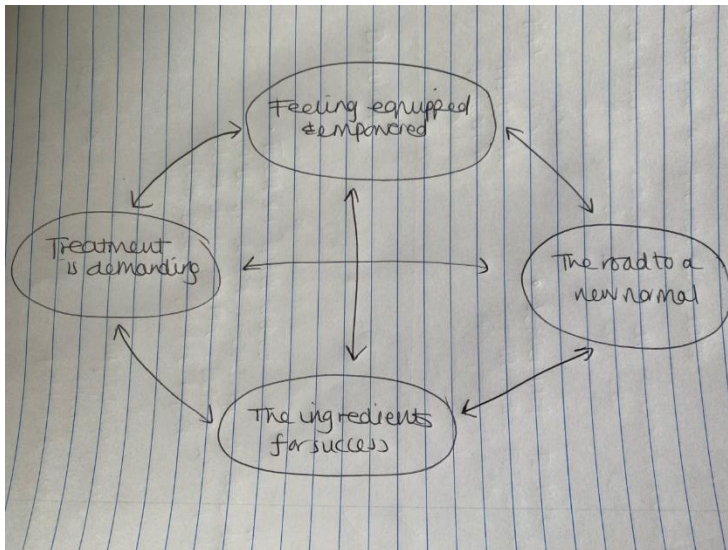 Feeling equipped
& empowered
Treatment
is demanding
The road to a
new normal
The ingredients
for success